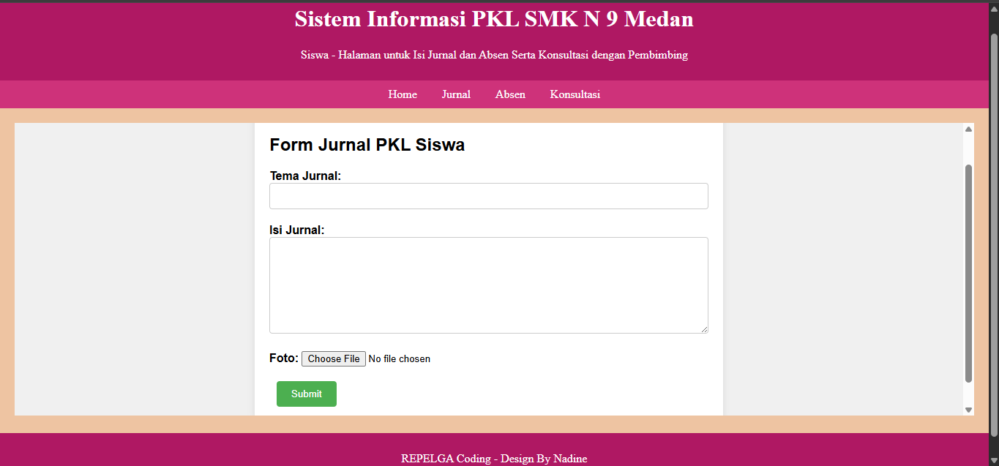 Sistem Informasi PKL SMK N 9 Medan
Siswa - Halaman untuk Isi Jurnal dan Absen Serta Konsultasi dengan Pembimbing
Home Jurnal Absen Konsultasi
Form Jurnal PKL Siswa
Tema Jurnal:
Isi Jurnal:
Foto: Choose File No file chosen
Submit
REPELGA Coding - Design By Nadine